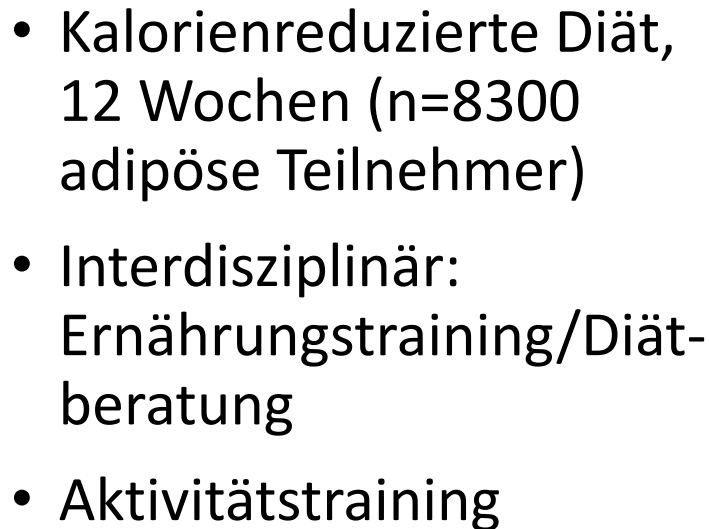 • Kalorienreduzierte Diät,
12 Wochen (n=8300
adipöse Teilnehmer)
• Interdisziplinär:
Ernährungstraining/Diät-
beratung
• Aktivitätstraining